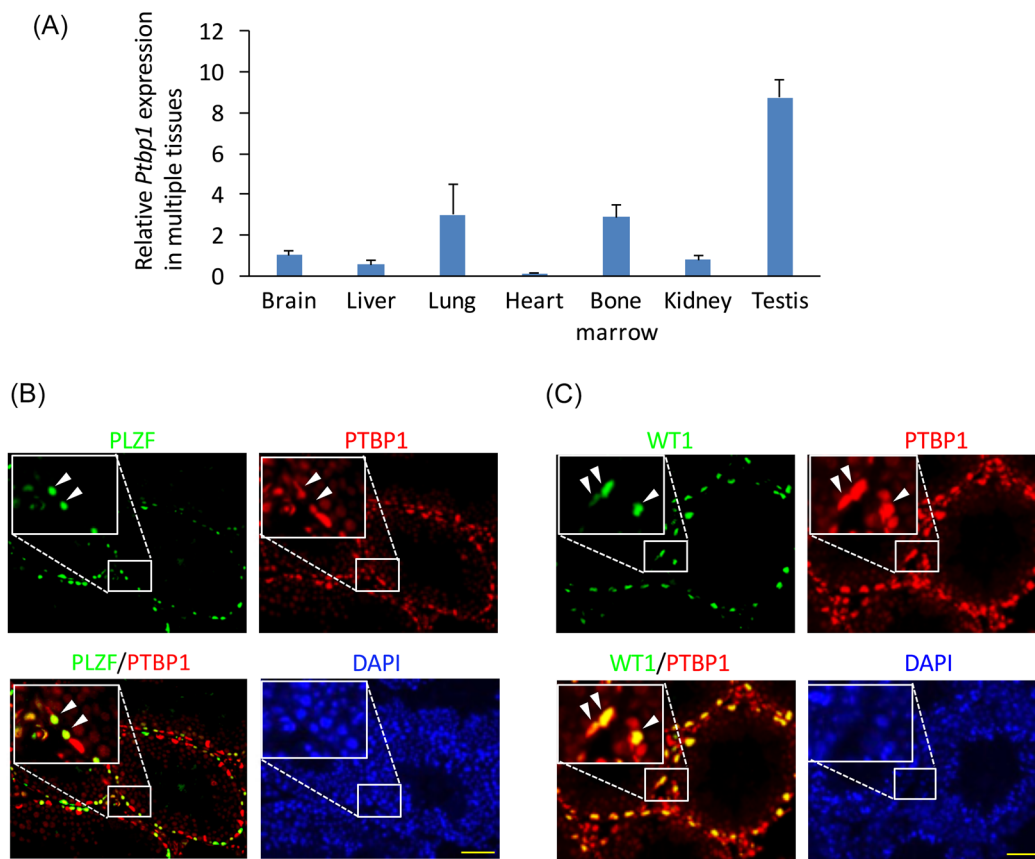 (A)
Relative Ptbp1 expression
in multiple tissues
12
10
8
6
4
2
0
Brain Liver Lung Heart Bone Kidney Testis
marrow
(B)
PLZF PTBP1
PLZF/PTBP1 DAPI
(C)
WT1 PTBP1
WT1/PTBP1 DAPI